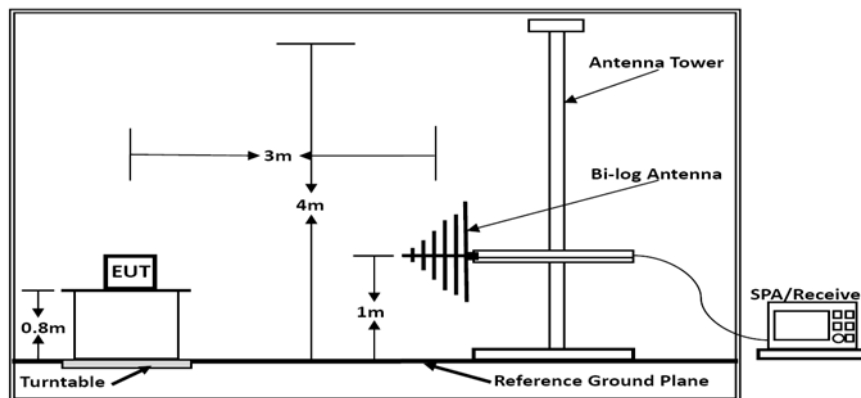 Antenna Tower
3m
Bi-log Antenna
4m
EUT
SPA/Receive
0.8m
1m
Turntable
Reference Ground Plane